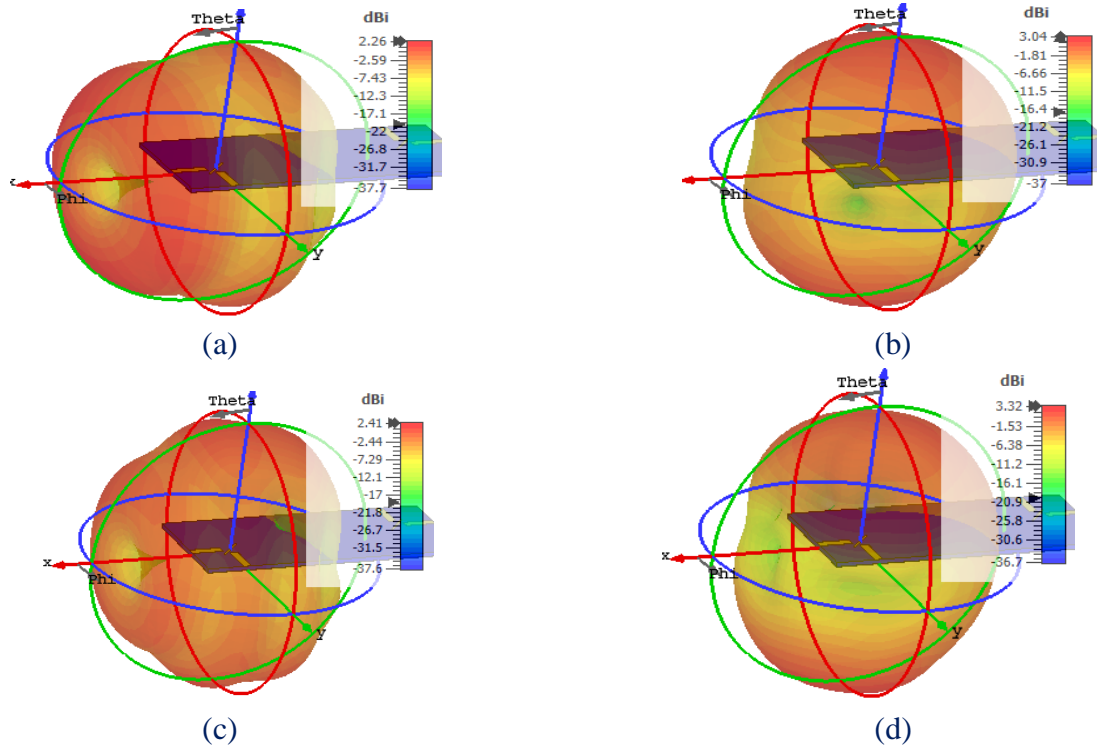 Theta
dBi
2.26
-2.59
-7.43
-12.3
-17.1
-22
-26.8
-31.7
-37.7
Phi
y
(a)
Theta
dBi
3.04
-1.81
-6.66
-11.5
-16.4
-21.2
-26.1
-30.9
-37
x
Phi
y
(b)
Theta
dBi
2.41
-2.44
-7.29
-12.1
-17
-21.8
-26.7
-31.5
-37.6
x
Phi
y
(c)
Theta
dBi
3.32
-1.53
-6.38
-11.2
-16.1
-20.9
-25.8
-30.6
-36.7
x
Phi
y
(d)